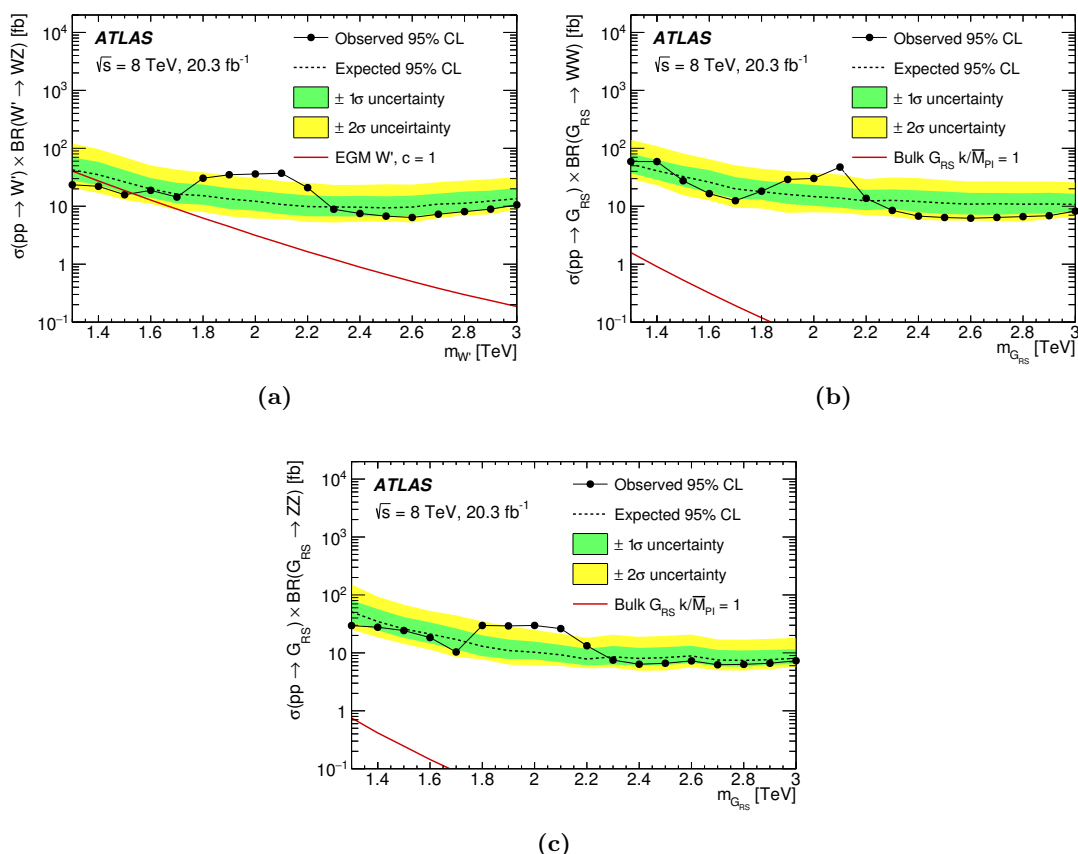 σ(pp → W') × BR(W' → WZ) [fb]
10⁴
10³
10²
10
1
10⁻¹
ATLAS
√s = 8 TeV, 20.3 fb⁻¹
Observed 95% CL
Expected 95% CL
± 1σ uncertainty
± 2σ unceirtainty
EGM W', c = 1
1.4 1.6 1.8 2 2.2 2.4 2.6 2.8 3
m_W' [TeV]
(a)
σ(pp → G_RS) × BR(G_RS → WW) [fb]
10⁴
10³
10²
10
1
10⁻¹
ATLAS
√s = 8 TeV, 20.3 fb⁻¹
Observed 95% CL
Expected 95% CL
± 1σ uncertainty
± 2σ uncertainty
Bulk G_RS k/M̅_Pl = 1
1.4 1.6 1.8 2 2.2 2.4 2.6 2.8 3
m_G_RS [TeV]
(b)
σ(pp → G_RS) × BR(G_RS → ZZ) [fb]
10⁴
10³
10²
10
1
10⁻¹
ATLAS
√s = 8 TeV, 20.3 fb⁻¹
Observed 95% CL
Expected 95% CL
± 1σ uncertainty
± 2σ uncertainty
Bulk G_RS k/M̅_Pl = 1
1.4 1.6 1.8 2 2.2 2.4 2.6 2.8 3
m_G_RS [TeV]
(c)